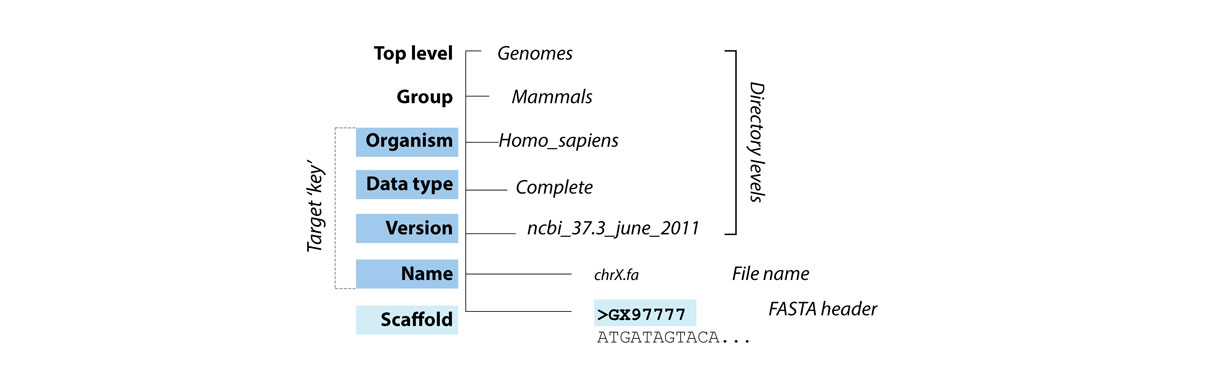 Top level Genomes
Group Mammals
Organism Homo_sapiens
Data type Complete
Version ncbi_37.3_june_2011
Name chrX.fa File name
Scaffold >GX97777 FASTA header
ATGATAGTACA...
Target ‘key’
Directory levels